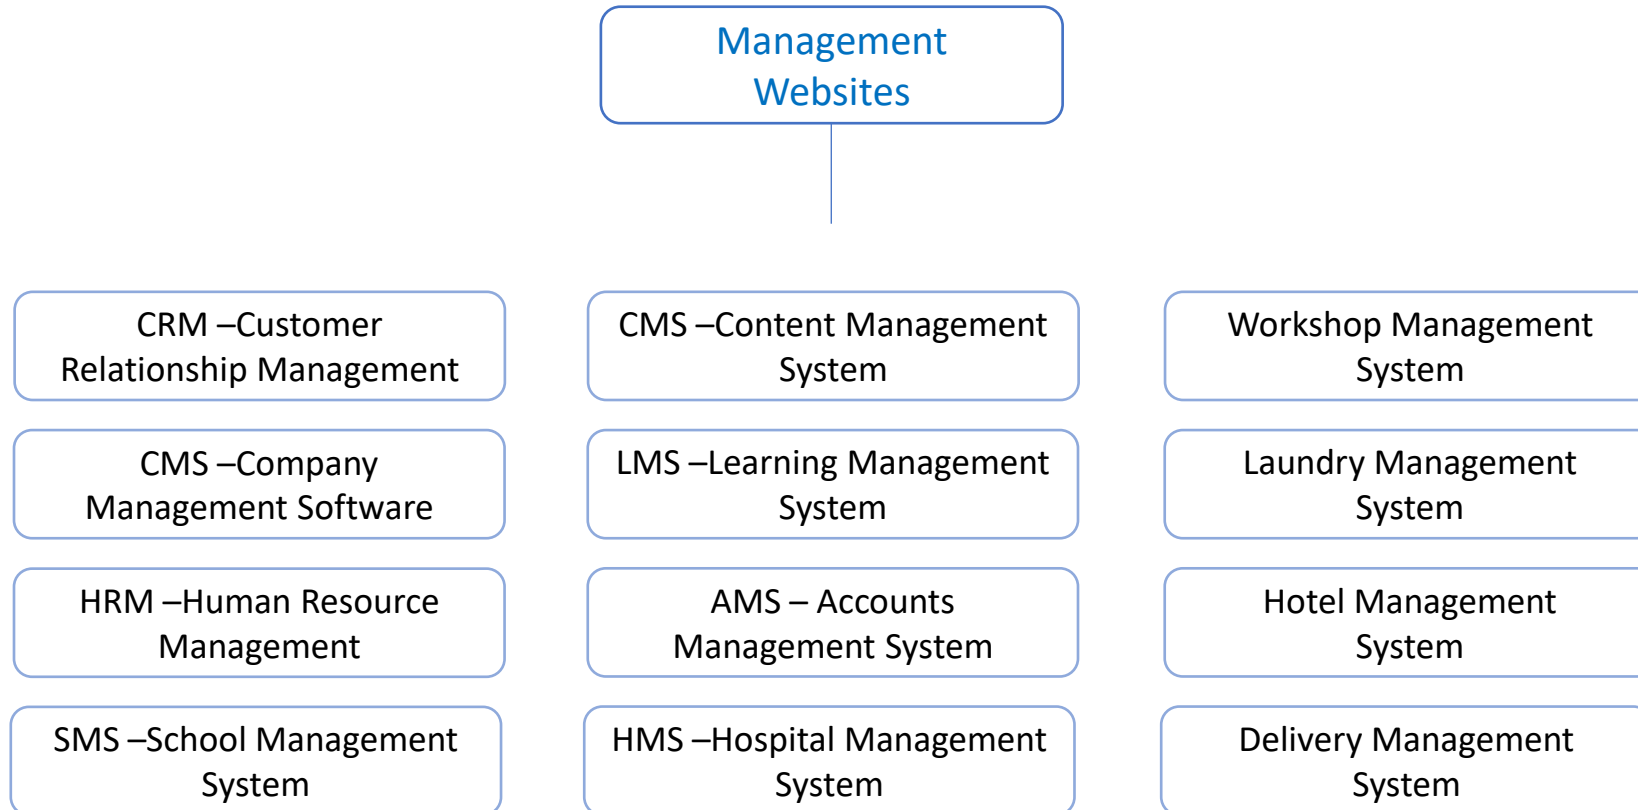 Management
Websites
CRM –Customer
Relationship Management
CMS –Content Management
System
Workshop Management
System
CMS –Company
Management Software
LMS –Learning Management
System
Laundry Management
System
HRM –Human Resource
Management
AMS – Accounts
Management System
Hotel Management
System
SMS –School Management
System
HMS –Hospital Management
System
Delivery Management
System